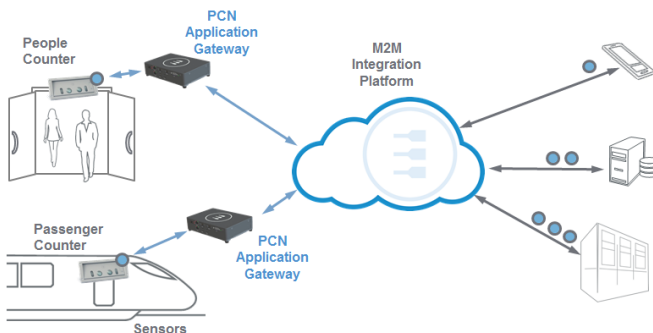 PCN
Application
Gateway
People
Counter
M2M
Integration
Platform
Passenger
Counter
PCN
Application
Gateway
Sensors